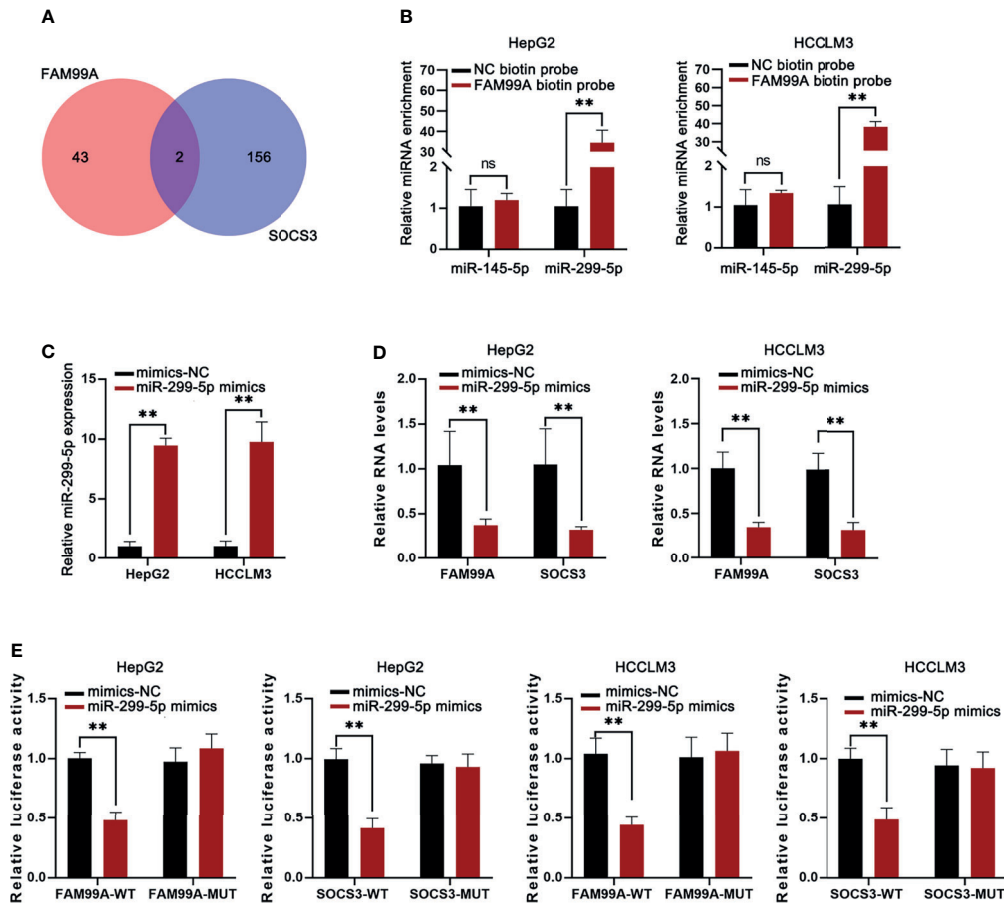 A
FAM99A
43
2
156
SOCS3
B
HepG2
NC biotin probe
FAM99A biotin probe
Relative miRNA enrichment
70
60
50
40
30
2
1
0
ns
**
miR-145-5p
miR-299-5p
HCCLM3
NC biotin probe
FAM99A biotin probe
Relative miRNA enrichment
70
60
50
40
30
2
1
0
ns
**
miR-145-5p
miR-299-5p
C
mimics-NC
miR-299-5p mimics
Relative miR-299-5p expression
15
10
5
0
**
**
HepG2
HCCLM3
D
HepG2
mimics-NC
miR-299-5p mimics
Relative RNA levels
2.0
1.5
1.0
0.5
0.0
**
**
FAM99A
SOCS3
HCCLM3
mimics-NC
miR-299-5p mimics
Relative RNA levels
2.0
1.5
1.0
0.5
0.0
**
**
FAM99A
SOCS3
E
HepG2
mimics-NC
miR-299-5p mimics
Relative luciferase activity
1.5
1.0
0.5
0.0
**
FAM99A-WT
FAM99A-MUT
HepG2
mimics-NC
miR-299-5p mimics
Relative luciferase activity
1.5
1.0
0.5
0.0
**
SOCS3-WT
SOCS3-MUT
HCCLM3
mimics-NC
miR-299-5p mimics
Relative luciferase activity
1.5
1.0
0.5
0.0
**
FAM99A-WT
FAM99A-MUT
HCCLM3
mimics-NC
miR-299-5p mimics
Relative luciferase activity
1.5
1.0
0.5
0.0
**
SOCS3-WT
SOCS3-MUT